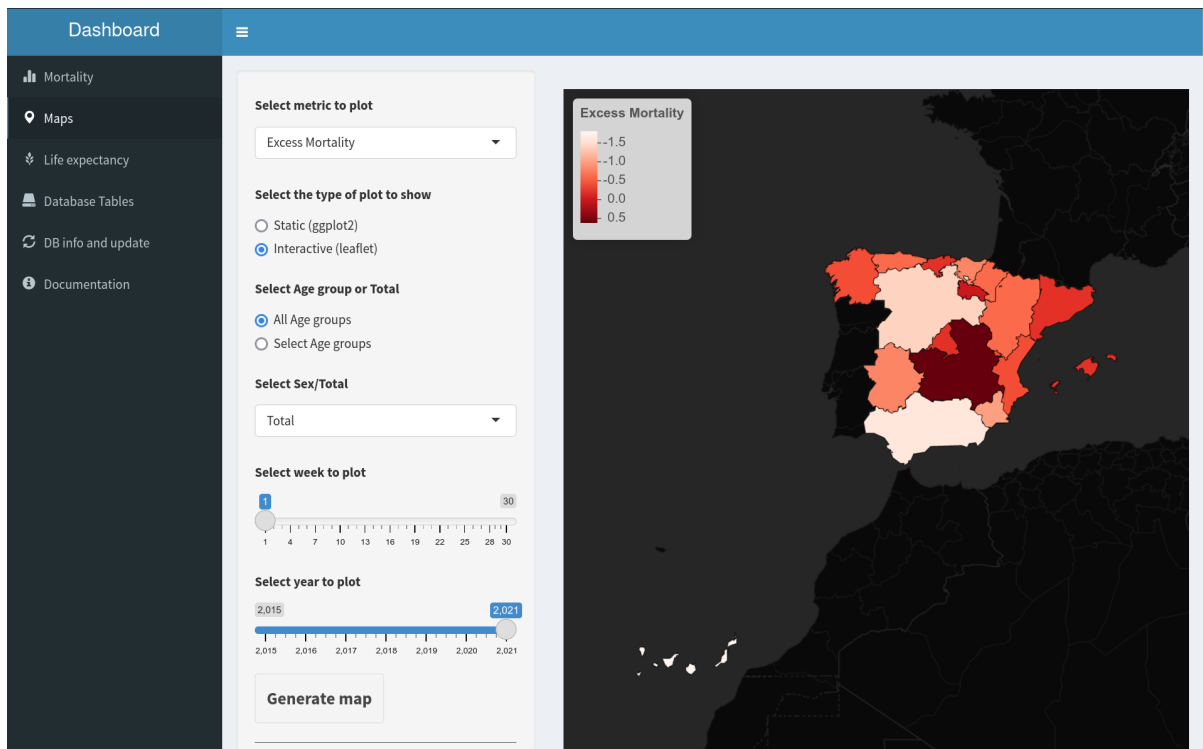 Dashboard
Mortality
Maps
Life expectancy
Database Tables
DB info and update
Documentation
Select metric to plot
Excess Mortality
Select the type of plot to show
Static (ggplot2)
Interactive (leaflet)
Select Age group or Total
All Age groups
Select Age groups
Select Sex/Total
Total
Select week to plot
1 30
1 4 7 10 13 16 19 22 25 28 30
Select year to plot
2,015 2,021
2,015 2,016 2,017 2,018 2,019 2,020 2,021
Generate map
Excess Mortality
-1.5
-1.0
-0.5
0.0
0.5